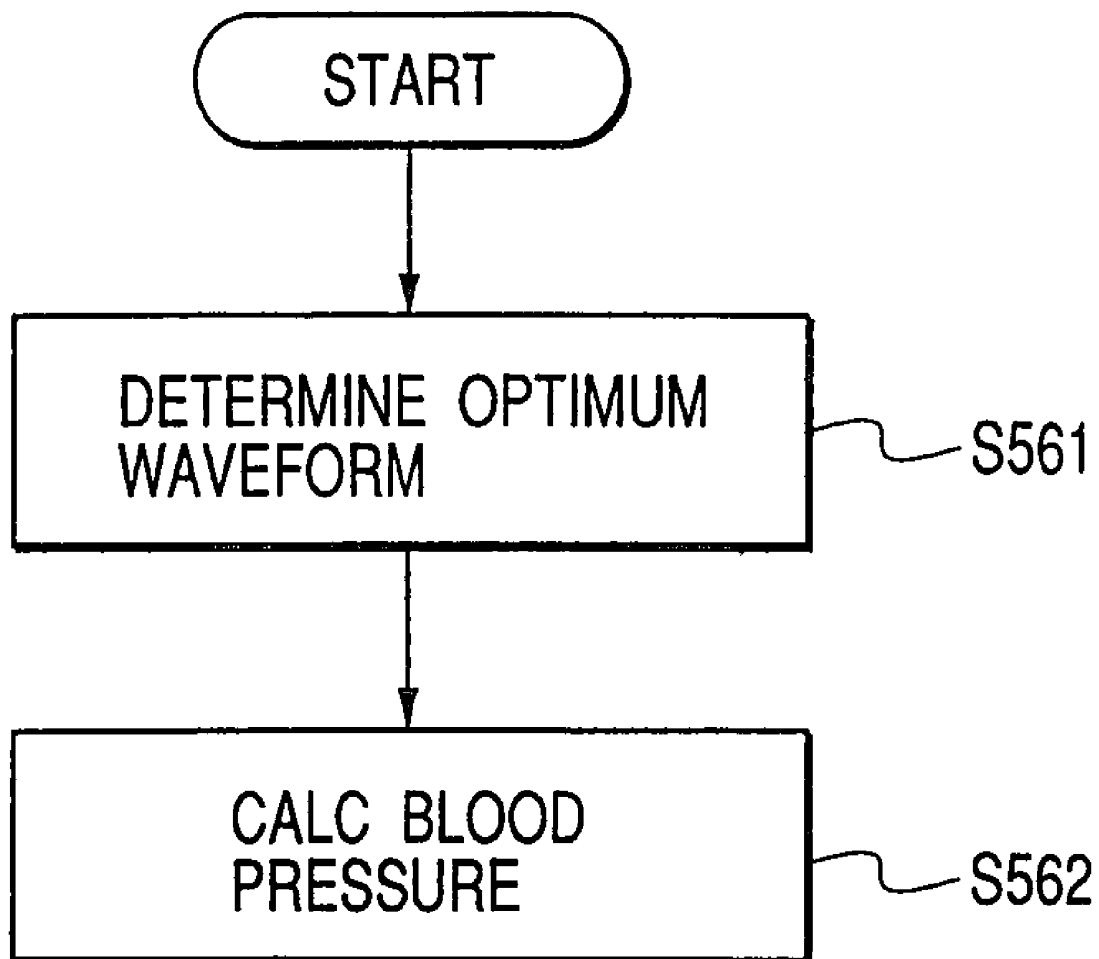 START
DETERMINE OPTIMUM
WAVEFORM
S561
CALC BLOOD
PRESSURE
S562